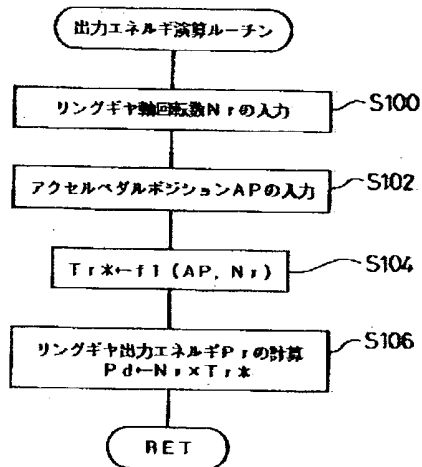 出力エネルギ演算ルーチン
リングギヤ軸回転数Nrの入力
S100
アクセルペダルポジションAPの入力
S102
Tr*←f1(AP, Nr)
S104
リングギヤ出力エネルギPrの計算
Pd←Nr×Tr*
S106
RET